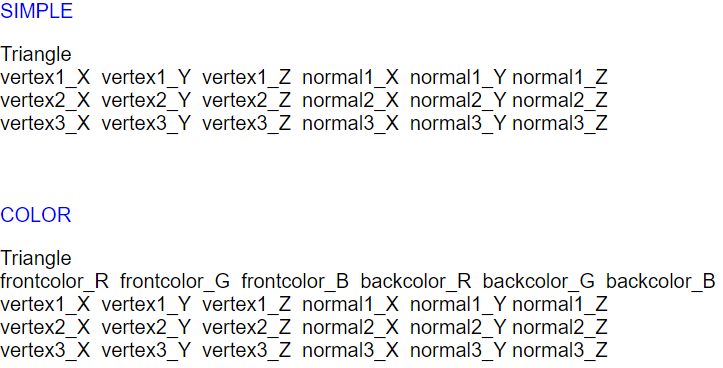 SIMPLE
Triangle
vertex1_X vertex1_Y vertex1_Z normal1_X normal1_Y normal1_Z
vertex2_X vertex2_Y vertex2_Z normal2_X normal2_Y normal2_Z
vertex3_X vertex3_Y vertex3_Z normal3_X normal3_Y normal3_Z
COLOR
Triangle
frontcolor_R frontcolor_G frontcolor_B backcolor_R backcolor_G backcolor_B
vertex1_X vertex1_Y vertex1_Z normal1_X normal1_Y normal1_Z
vertex2_X vertex2_Y vertex2_Z normal2_X normal2_Y normal2_Z
vertex3_X vertex3_Y vertex3_Z normal3_X normal3_Y normal3_Z